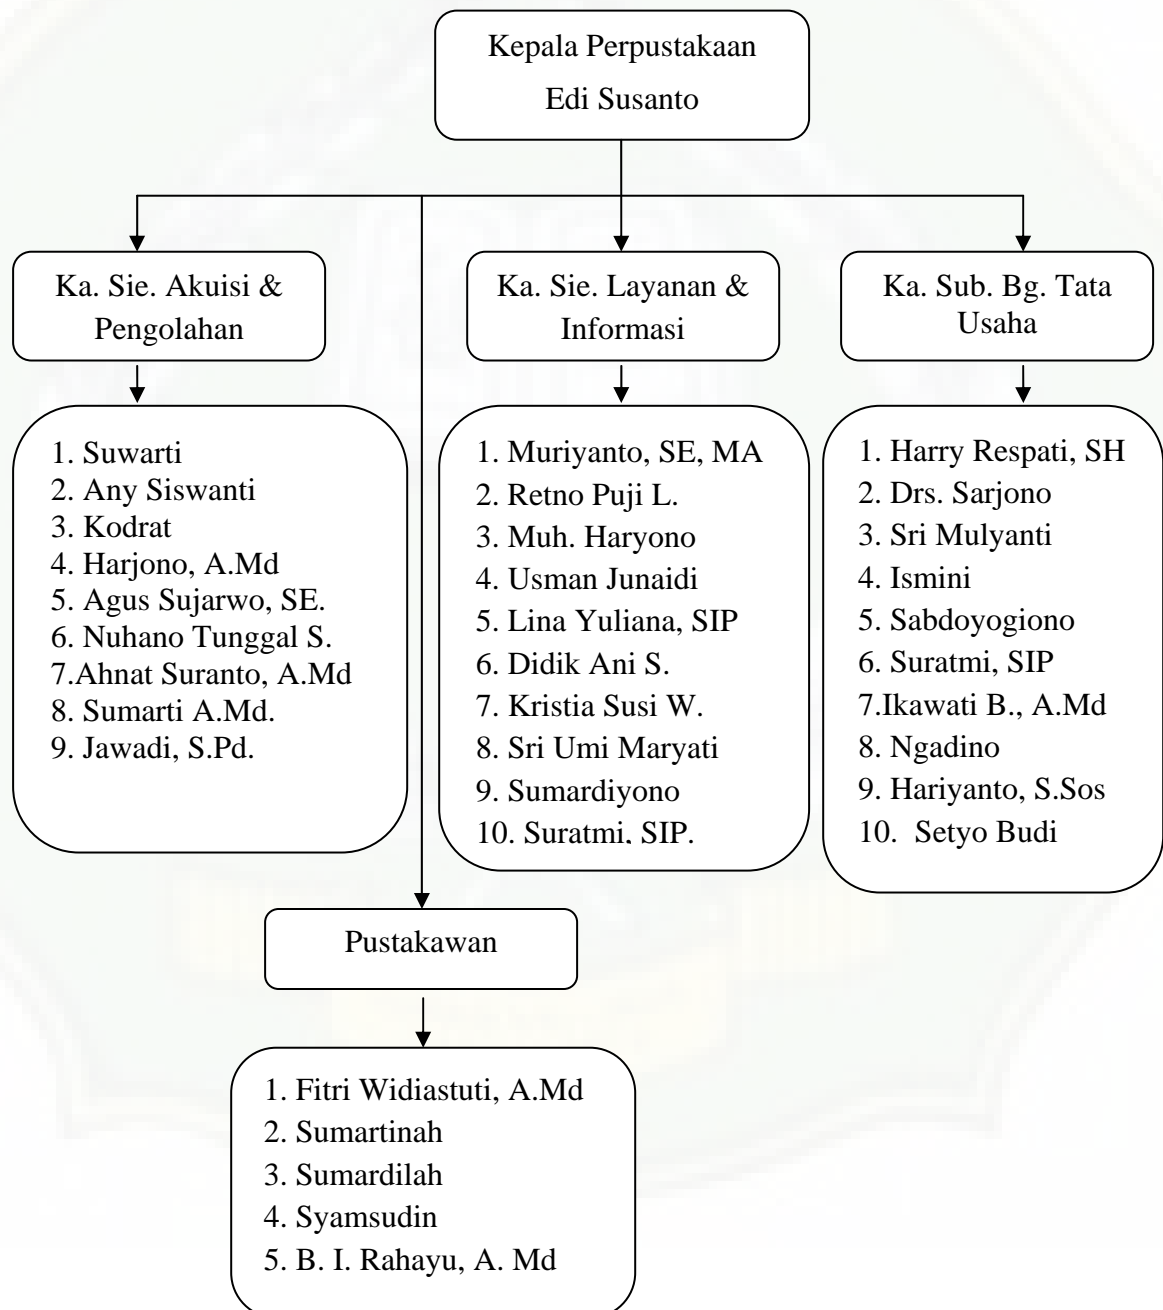 Kepala Perpustakaan
Edi Susanto
Ka. Sie. Akuisi &
Pengolahan
Ka. Sie. Layanan &
Informasi
Ka. Sub. Bg. Tata
Usaha
1. Suwarti
2. Any Siswanti
3. Kodrat
4. Harjono, A.Md
5. Agus Sujarwo, SE.
6. Nuhano Tunggal S.
7.Ahnat Suranto, A.Md
8. Sumarti A.Md.
9. Jawadi, S.Pd.
1. Muriyanto, SE, MA
2. Retno Puji L.
3. Muh. Haryono
4. Usman Junaidi
5. Lina Yuliana, SIP
6. Didik Ani S.
7. Kristia Susi W.
8. Sri Umi Maryati
9. Sumardiyono
10. Suratmi, SIP.
1. Harry Respati, SH
2. Drs. Sarjono
3. Sri Mulyanti
4. Ismini
5. Sabdoyogiono
6. Suratmi, SIP
7.Ikawati B., A.Md
8. Ngadino
9. Hariyanto, S.Sos
10. Setyo Budi
Pustakawan
1. Fitri Widiastuti, A.Md
2. Sumartinah
3. Sumardilah
4. Syamsudin
5. B. I. Rahayu, A. Md